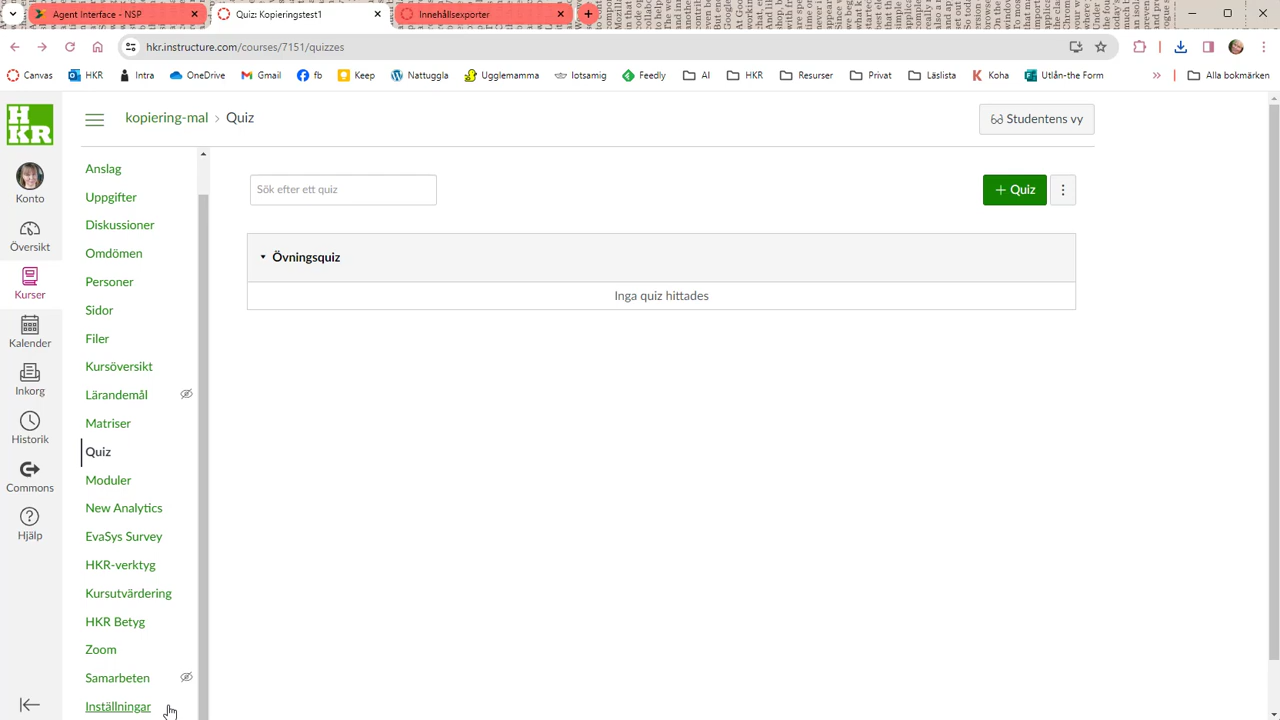 Agent Interface - NSP
Quiz: Kopieringstest1
Innehållsexporter
hkr.instructure.com/courses/7151/quizzes
Canvas
HKR
Intra
OneDrive
Gmail
fb
Keep
Nattuggla
Ugglemamma
Iotsamig
Feedly
AI
HKR
Resurser
Privat
Läslista
Koha
Utlån-the Form
»
Alla bokmärken
HKR
kopiering-mal › Quiz
Studentens vy
Konto
Översikt
Kurser
Kalender
Inkorg
Historik
Commons
Hjälp
Anslag
Uppgifter
Diskussioner
Omdömen
Personer
Sidor
Filer
Kursöversikt
Lärandemål
Matriser
Quiz
Moduler
New Analytics
EvaSys Survey
HKR-verktyg
Kursutvärdering
HKR Betyg
Zoom
Samarbeten
Inställningar
Sök efter ett quiz
+ Quiz
Övningsquiz
Inga quiz hittades